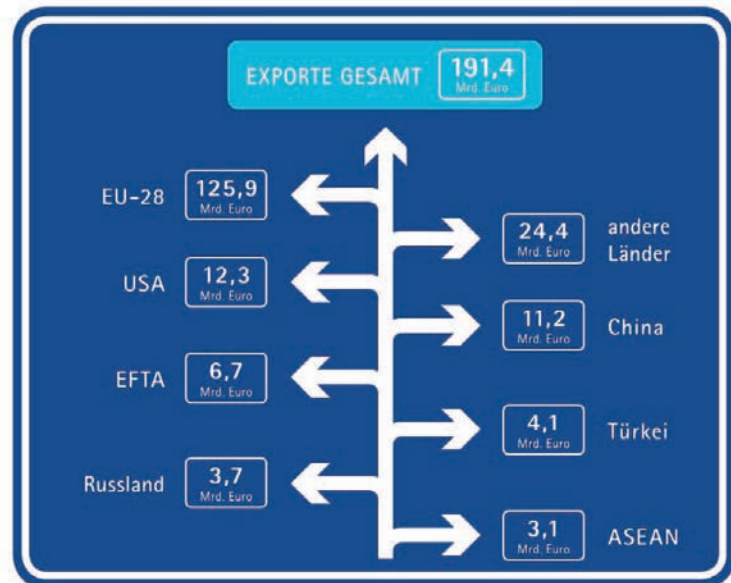 EXPORTE GESAMT 191,4
Mrd. Euro
EU-28 125,9
Mrd. Euro
24,4
Mrd. Euro
andere
Länder
USA 12,3
Mrd. Euro
11,2
Mrd. Euro
China
EFTA 6,7
Mrd. Euro
4,1
Mrd. Euro
Türkei
Russland 3,7
Mrd. Euro
3,1
Mrd. Euro
ASEAN